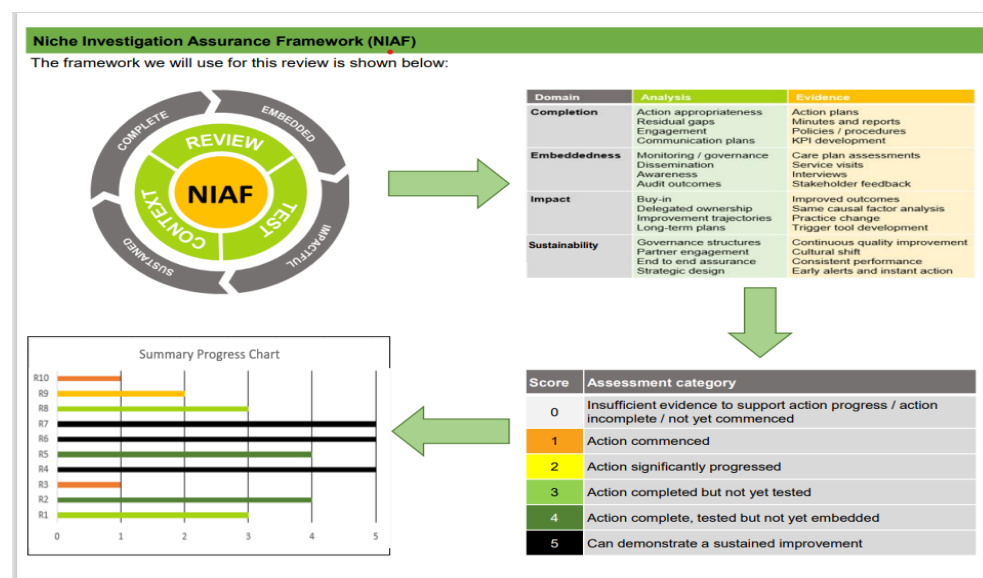 Niche Investigation Assurance Framework (NIAF)
The framework we will use for this review is shown below:
COMPLETE
EMBEDDED
IMPACTFUL
SUSTAINED
REVIEW
TEST
CONTEXT
NIAF
Domain Analysis Evidence
Completion Action appropriateness Action plans
Residual gaps Minutes and reports
Engagement Policies / procedures
Communication plans KPI development
Embeddedness Monitoring / governance Care plan assessments
Dissemination Service visits
Awareness Interviews
Audit outcomes Stakeholder feedback
Impact Buy-in Improved outcomes
Delegated ownership Same causal factor analysis
Improvement trajectories Practice change
Long-term plans Trigger tool development
Sustainability Governance structures Continuous quality improvement
Partner engagement Cultural shift
End to end assurance Consistent performance
Strategic design Early alerts and instant action
Score Assessment category
0 Insufficient evidence to support action progress / action
incomplete / not yet commenced
1 Action commenced
2 Action significantly progressed
3 Action completed but not yet tested
4 Action complete, tested but not yet embedded
5 Can demonstrate a sustained improvement
Summary Progress Chart
R10
R9
R8
R7
R6
R5
R4
R3
R2
R1
0 1 2 3 4 5